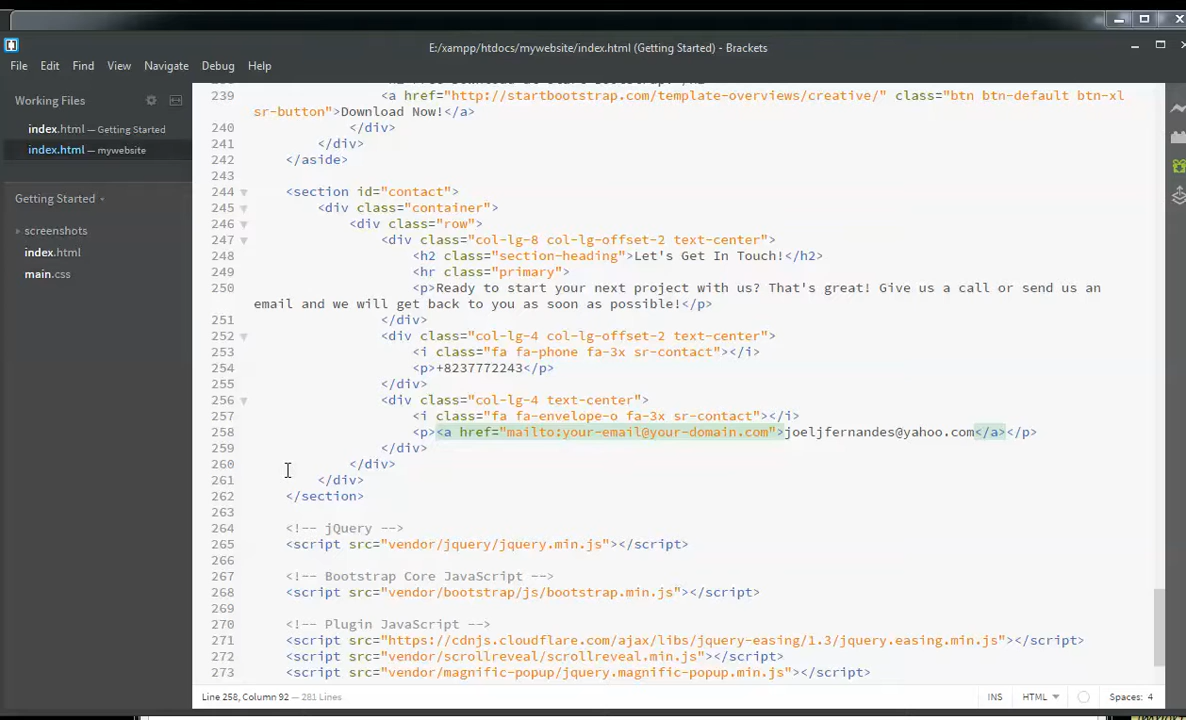 E:/xampp/htdocs/mywebsite/index.html (Getting Started) - Brackets
File Edit Find View Navigate Debug Help
Working Files
index.html — Getting Started
index.html — mywebsite
Getting Started
screenshots
index.html
main.css
239 <a href="http://startbootstrap.com/template-overviews/creative/" class="btn btn-default btn-xl
sr-button">Download Now!</a>
240 </div>
241 </div>
242 </aside>
243
244 <section id="contact">
245 <div class="container">
246 <div class="row">
247 <div class="col-lg-8 col-lg-offset-2 text-center">
248 <h2 class="section-heading">Let's Get In Touch!</h2>
249 <hr class="primary">
250 <p>Ready to start your next project with us? That's great! Give us a call or send us an
email and we will get back to you as soon as possible!</p>
251 </div>
252 <div class="col-lg-4 col-lg-offset-2 text-center">
253 <i class="fa fa-phone fa-3x sr-contact"></i>
254 <p>+8237772243</p>
255 </div>
256 <div class="col-lg-4 text-center">
257 <i class="fa fa-envelope-o fa-3x sr-contact"></i>
258 <p><a href="mailto:your-email@your-domain.com">joeljfernandes@yahoo.com</a></p>
259 </div>
260 </div>
261 </div>
262 </section>
263
264 <!-- jQuery -->
265 <script src="vendor/jquery/jquery.min.js"></script>
266
267 <!-- Bootstrap Core JavaScript -->
268 <script src="vendor/bootstrap/js/bootstrap.min.js"></script>
269
270 <!-- Plugin JavaScript -->
271 <script src="https://cdnjs.cloudflare.com/ajax/libs/jquery-easing/1.3/jquery.easing.min.js"></script>
272 <script src="vendor/scrollreveal/scrollreveal.min.js"></script>
273 <script src="vendor/magnific-popup/jquery.magnific-popup.min.js"></script>
Line 258, Column 92 — 281 Lines
INS HTML Spaces: 4